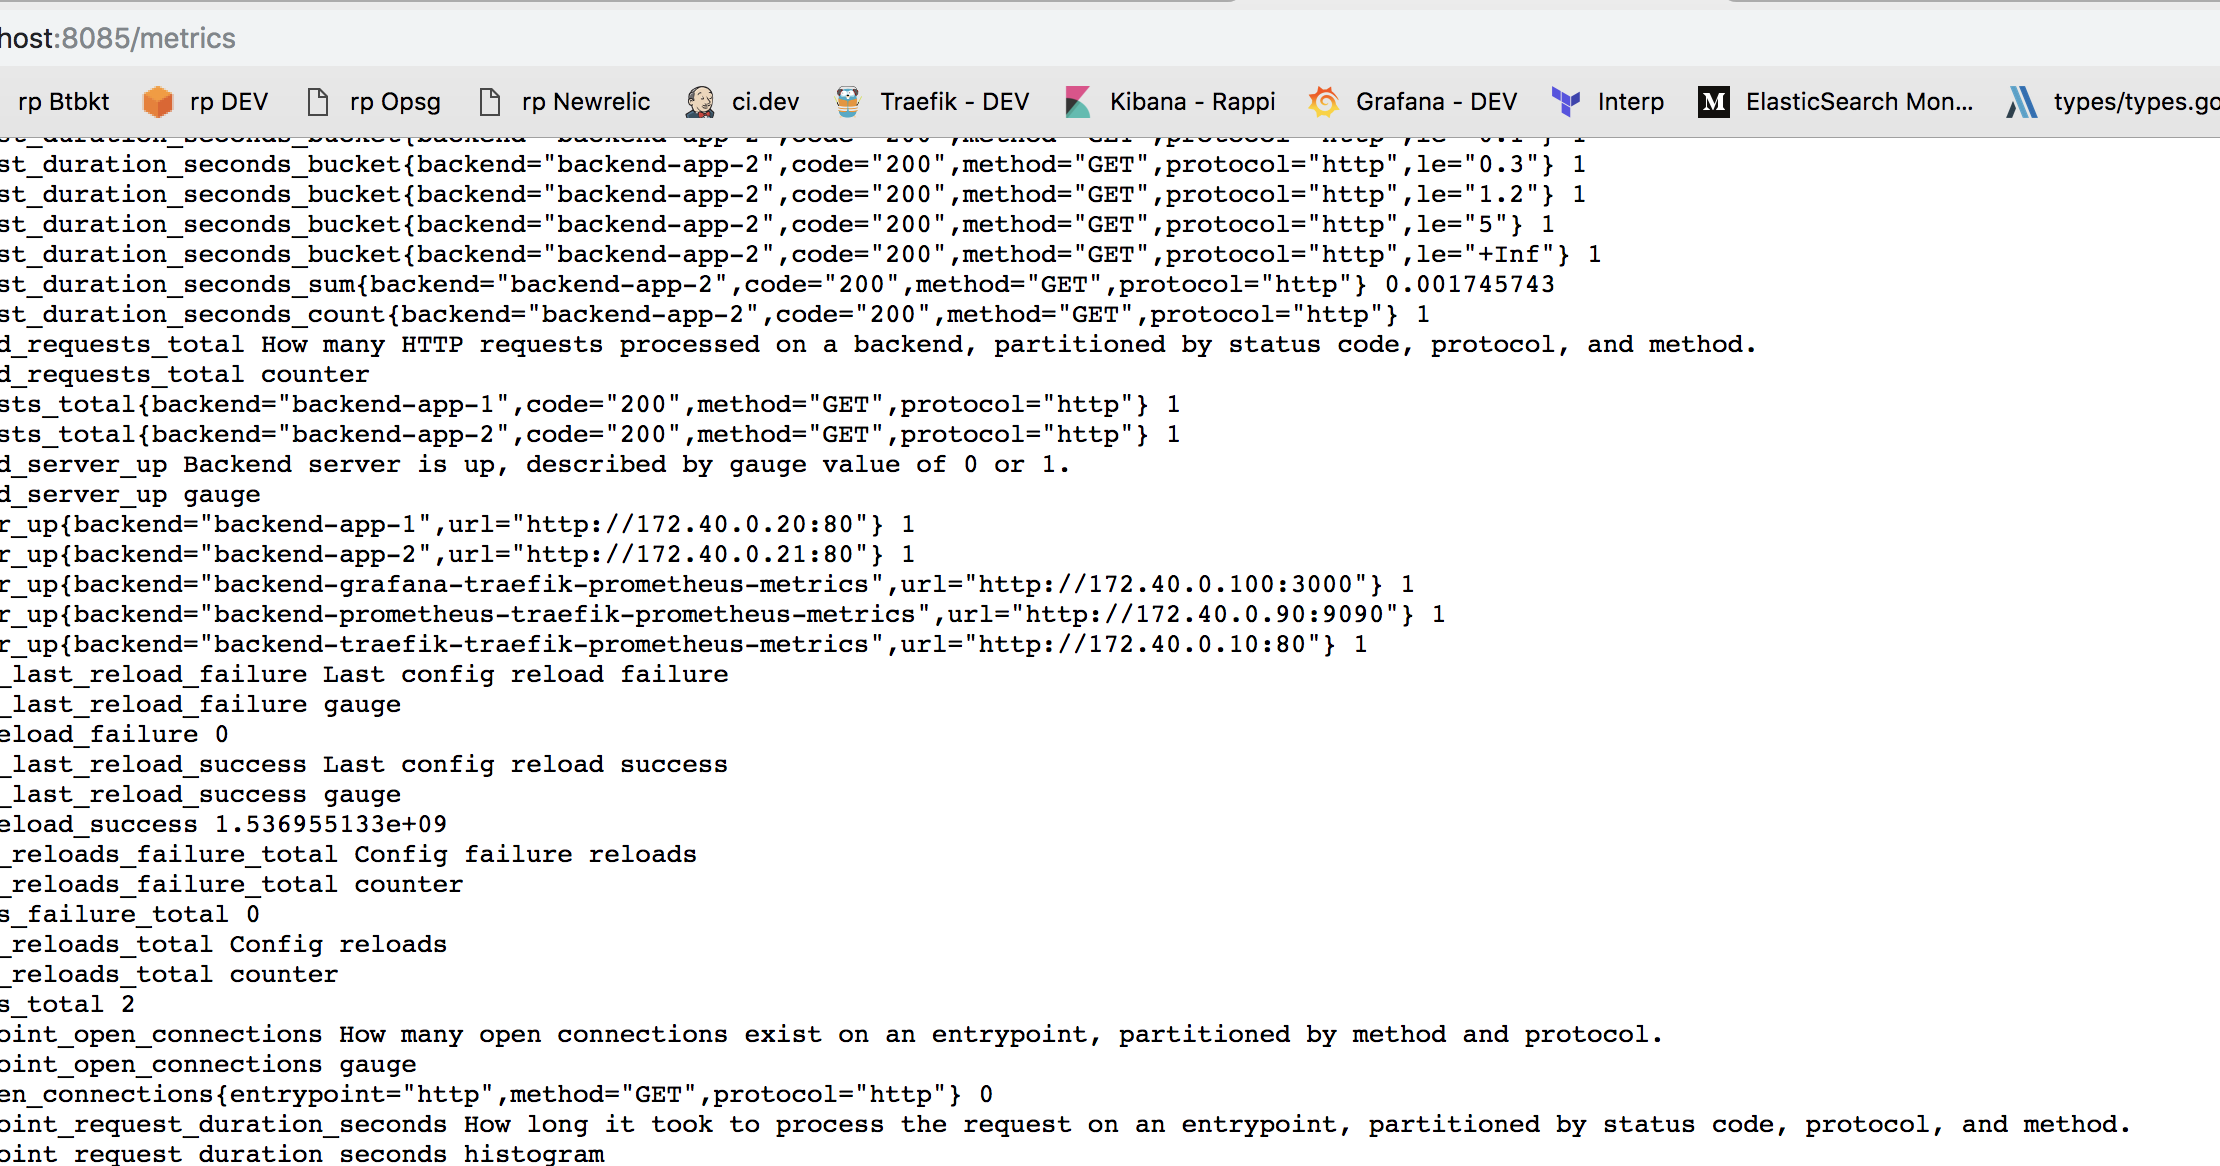 host:8085/metrics
rp Btbkt rp DEV rp Opsg rp Newrelic ci.dev Traefik - DEV Kibana - Rappi Grafana - DEV Interp M ElasticSearch Mon... types/types.go
st_duration_seconds_bucket{backend="backend-app-2",code="200",method="GET",protocol="http",le="0.1"} 1
st_duration_seconds_bucket{backend="backend-app-2",code="200",method="GET",protocol="http",le="0.3"} 1
st_duration_seconds_bucket{backend="backend-app-2",code="200",method="GET",protocol="http",le="1.2"} 1
st_duration_seconds_bucket{backend="backend-app-2",code="200",method="GET",protocol="http",le="5"} 1
st_duration_seconds_bucket{backend="backend-app-2",code="200",method="GET",protocol="http",le="+Inf"} 1
st_duration_seconds_sum{backend="backend-app-2",code="200",method="GET",protocol="http"} 0.001745743
st_duration_seconds_count{backend="backend-app-2",code="200",method="GET",protocol="http"} 1
d_requests_total How many HTTP requests processed on a backend, partitioned by status code, protocol, and method.
d_requests_total counter
sts_total{backend="backend-app-1",code="200",method="GET",protocol="http"} 1
sts_total{backend="backend-app-2",code="200",method="GET",protocol="http"} 1
d_server_up Backend server is up, described by gauge value of 0 or 1.
d_server_up gauge
r_up{backend="backend-app-1",url="http://172.40.0.20:80"} 1
r_up{backend="backend-app-2",url="http://172.40.0.21:80"} 1
r_up{backend="backend-grafana-traefik-prometheus-metrics",url="http://172.40.0.100:3000"} 1
r_up{backend="backend-prometheus-traefik-prometheus-metrics",url="http://172.40.0.90:9090"} 1
r_up{backend="backend-traefik-traefik-prometheus-metrics",url="http://172.40.0.10:80"} 1
_last_reload_failure Last config reload failure
_last_reload_failure gauge
eload_failure 0
_last_reload_success Last config reload success
_last_reload_success gauge
eload_success 1.536955133e+09
_reloads_failure_total Config failure reloads
_reloads_failure_total counter
s_failure_total 0
_reloads_total Config reloads
_reloads_total counter
s_total 2
oint_open_connections How many open connections exist on an entrypoint, partitioned by method and protocol.
oint_open_connections gauge
en_connections{entrypoint="http",method="GET",protocol="http"} 0
oint_request_duration_seconds How long it took to process the request on an entrypoint, partitioned by status code, protocol, and method.
oint_request_duration_seconds histogram